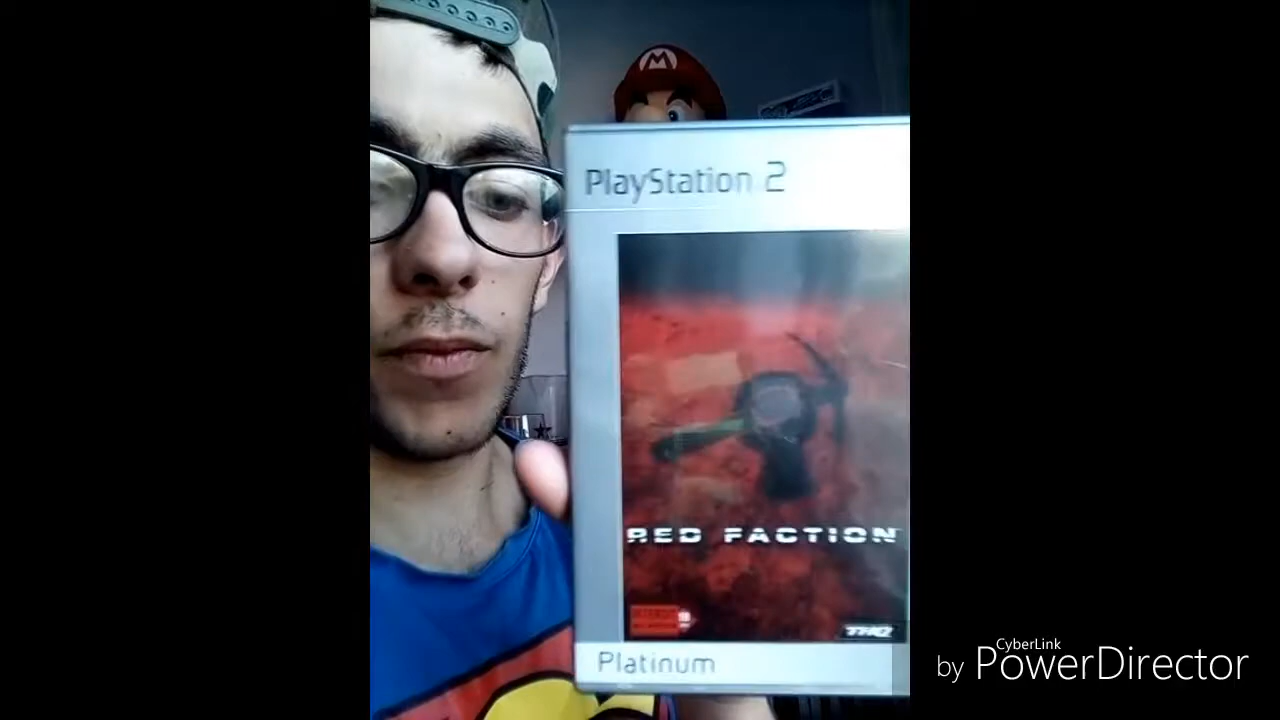 M
PlayStation 2
RED FACTION
THQ
Platinum
CyberLink
by PowerDirector